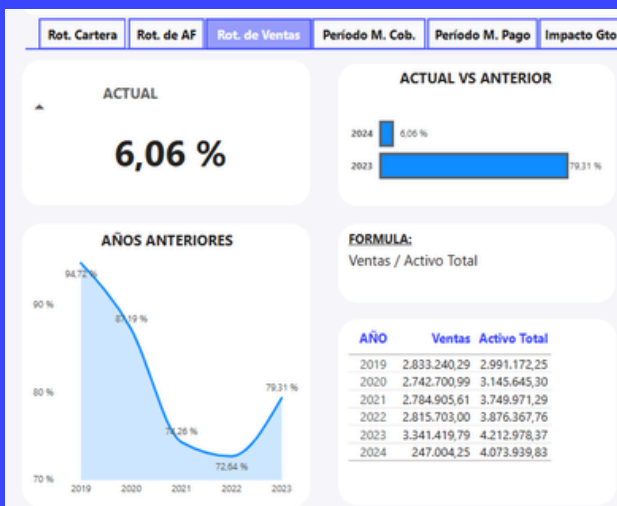 Rot. Cartera
Rot. de AF
Rot. de Ventas
Período M. Cob.
Período M. Pago
Impacto Gto
ACTUAL
6,06 %
ACTUAL VS ANTERIOR
2024 6,06 %
2023 79,31 %
AÑOS ANTERIORES
94,72 %
90 %
87,19 %
80 %
79,31 %
74,26 %
72,64 %
70 %
2019 2020 2021 2022 2023
FORMULA:
Ventas / Activo Total
AÑO Ventas Activo Total
2019 2.833.240,29 2.991.172,25
2020 2.742.700,99 3.145.645,30
2021 2.784.905,61 3.749.971,29
2022 2.815.703,00 3.876.367,76
2023 3.341.419,79 4.212.978,37
2024 247.004,25 4.073.939,83